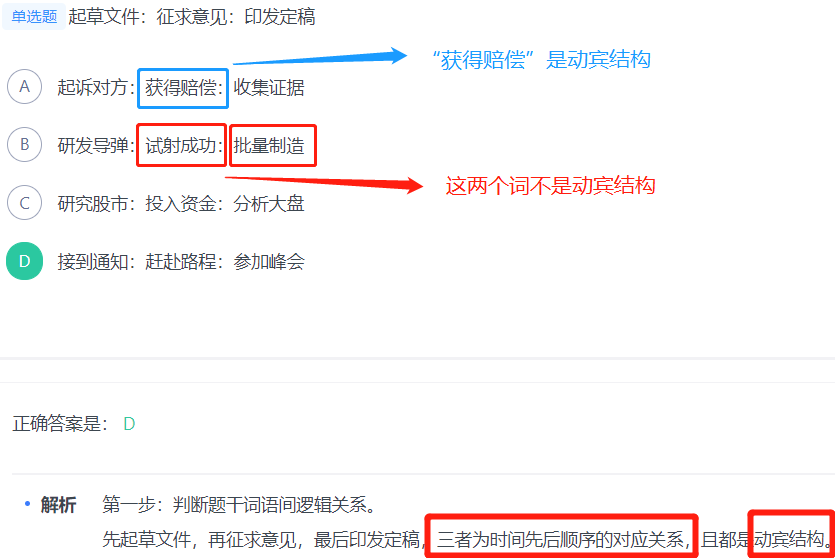 单选题 起草文件：征求意见：印发定稿
“获得赔偿”是动宾结构
A 起诉对方：获得赔偿：收集证据
B 研发导弹：试射成功：批量制造
这两个词不是动宾结构
C 研究股市：投入资金：分析大盘
D 接到通知：赶赴路程：参加峰会
正确答案是： D
• 解析 第一步：判断题干词语间逻辑关系。
先起草文件，再征求意见，最后印发定稿，三者为时间先后顺序的对应关系，且都是动宾结构。